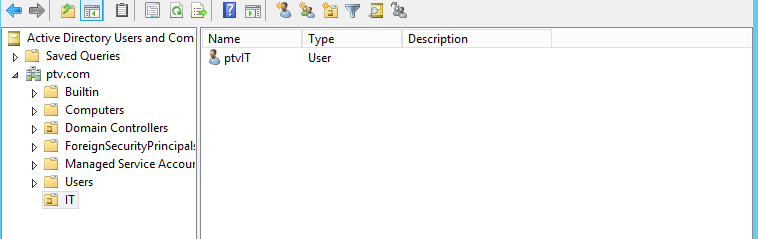 Active Directory Users and Com
Saved Queries
ptv.com
Builtin
Computers
Domain Controllers
ForeignSecurityPrincipals
Managed Service Accoun
Users
IT
Name Type Description
ptvIT User